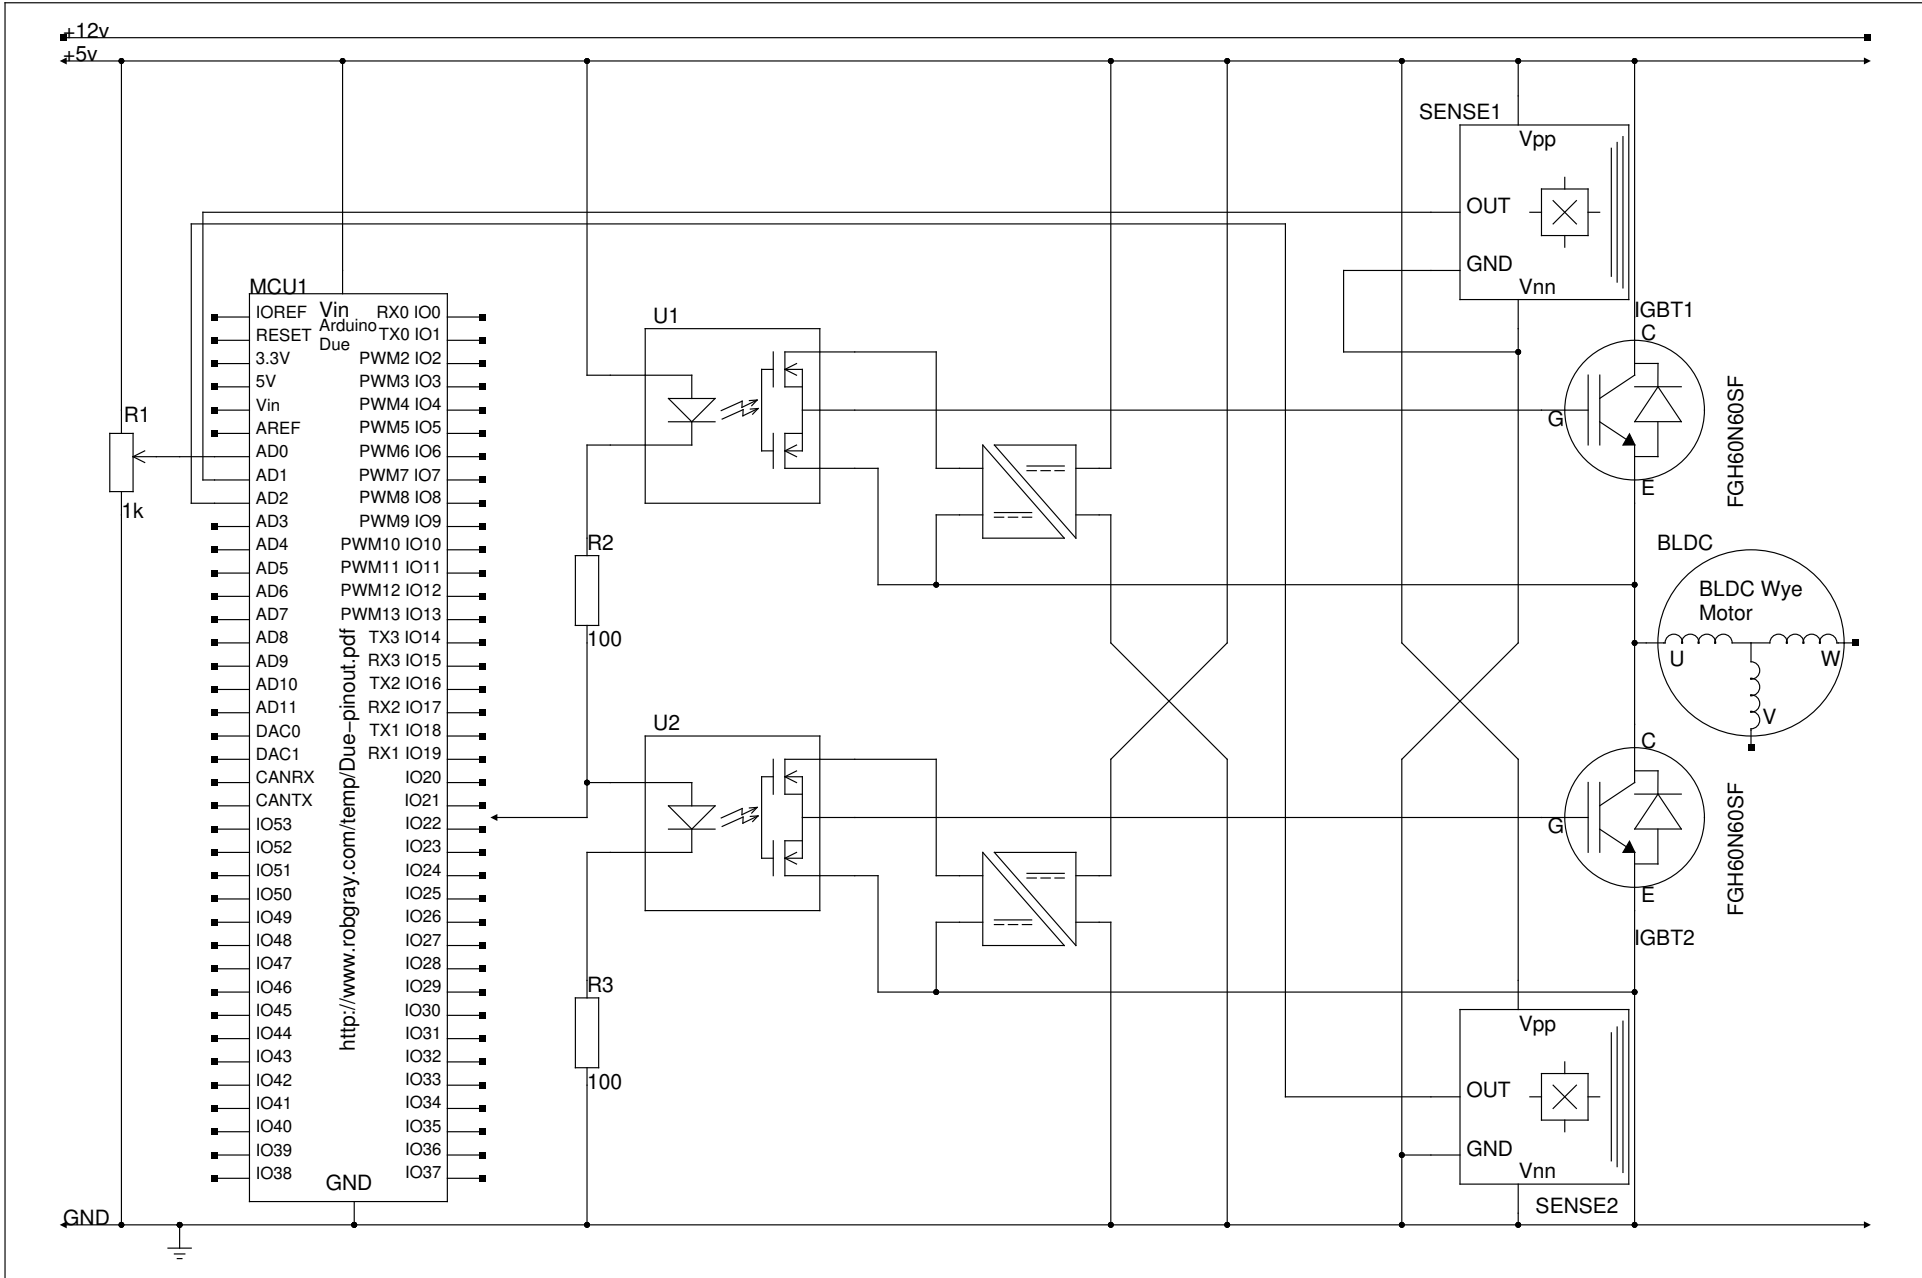 +12v
+5v
SENSE1
Vpp
OUT
GND
Vnn
MCU1
Vin
Arduino
Due
IOREF
RESET
3.3V
5V
Vin
AREF
AD0
AD1
AD2
AD3
AD4
AD5
AD6
AD7
AD8
AD9
AD10
AD11
DAC0
DAC1
CANRX
CANTX
IO53
IO52
IO51
IO50
IO49
IO48
IO47
IO46
IO45
IO44
IO43
IO42
IO41
IO40
IO39
IO38
RX0 IO0
TX0 IO1
PWM2 IO2
PWM3 IO3
PWM4 IO4
PWM5 IO5
PWM6 IO6
PWM7 IO7
PWM8 IO8
PWM9 IO9
PWM10 IO10
PWM11 IO11
PWM12 IO12
PWM13 IO13
TX3 IO14
RX3 IO15
TX2 IO16
RX2 IO17
TX1 IO18
RX1 IO19
IO20
IO21
IO22
IO23
IO24
IO25
IO26
IO27
IO28
IO29
IO30
IO31
IO32
IO33
IO34
IO35
IO36
IO37
http://www.robgray.com/temp/Due-pinout.pdf
GND
R1
1k
U1
R2
100
U2
R3
100
IGBT1
C
G
E
FGH60N60SF
BLDC
BLDC Wye
Motor
U
W
V
C
G
E
FGH60N60SF
IGBT2
Vpp
OUT
GND
Vnn
SENSE2
GND